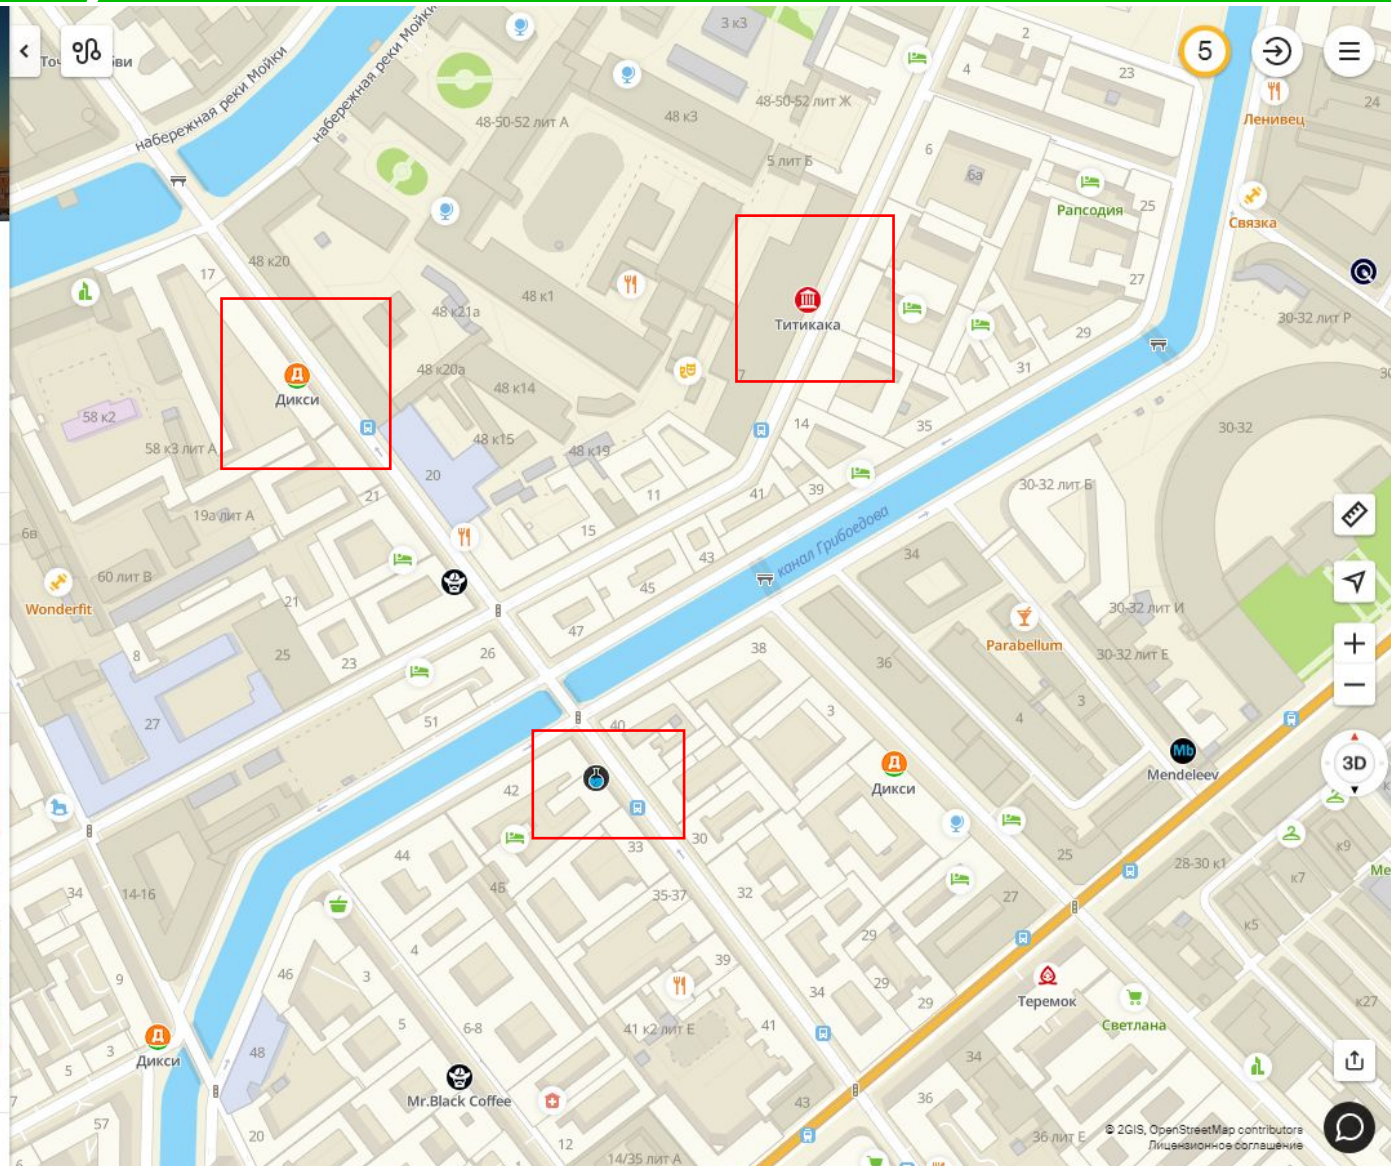 набережная реки Мойки
набережная реки Мойки
3 к3
2
4
23
5
Ленивец
24
48-50-52 лит А
48 к3
48-50-52 лит Ж
5 лит Б
6
6а
Рапсодия
25
Связка
17
48 к20
48 к1
48 к21а
Титикака
27
29
30-32 лит Р
31
7
48 к20а
48 к14
Дикси
58 к2
58 к3 лит А
48 к15
48 к19
20
14
35
30-32
21
11
41
39
30-32 лит Б
19а лит А
6в
15
канал Грибоедова
43
34
60 лит В
45
Wonderfit
21
47
30-32 лит И
Parabellum
30-32 лит Е
8
25
23
26
38
36
27
51
40
3
4
3
Mb
Mendeleev
3D
42
Дикси
33
30
44
45
35-37
32
25
28-30 к1
к9
к7
Ме
34
14-16
27
29
к5
9
46
3
4
39
34
29
29
Теремок
Светлана
к27
5
6-8
41 к2 лит Е
41
Дикси
3
5
48
34
Mr.Black Coffee
43
36
57
20
12
14/35 лит А
36 лит Е
© 2GIS, OpenStreetMap contributors
Лицензионное соглашение